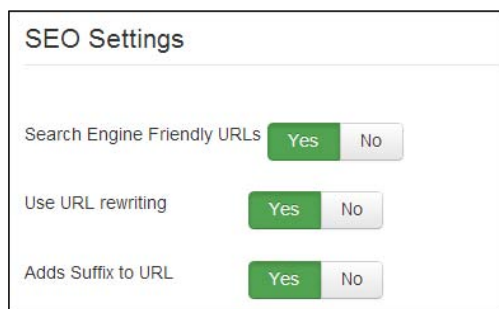 SEO Settings
Search Engine Friendly URLs Yes No
Use URL rewriting Yes No
Adds Suffix to URL Yes No